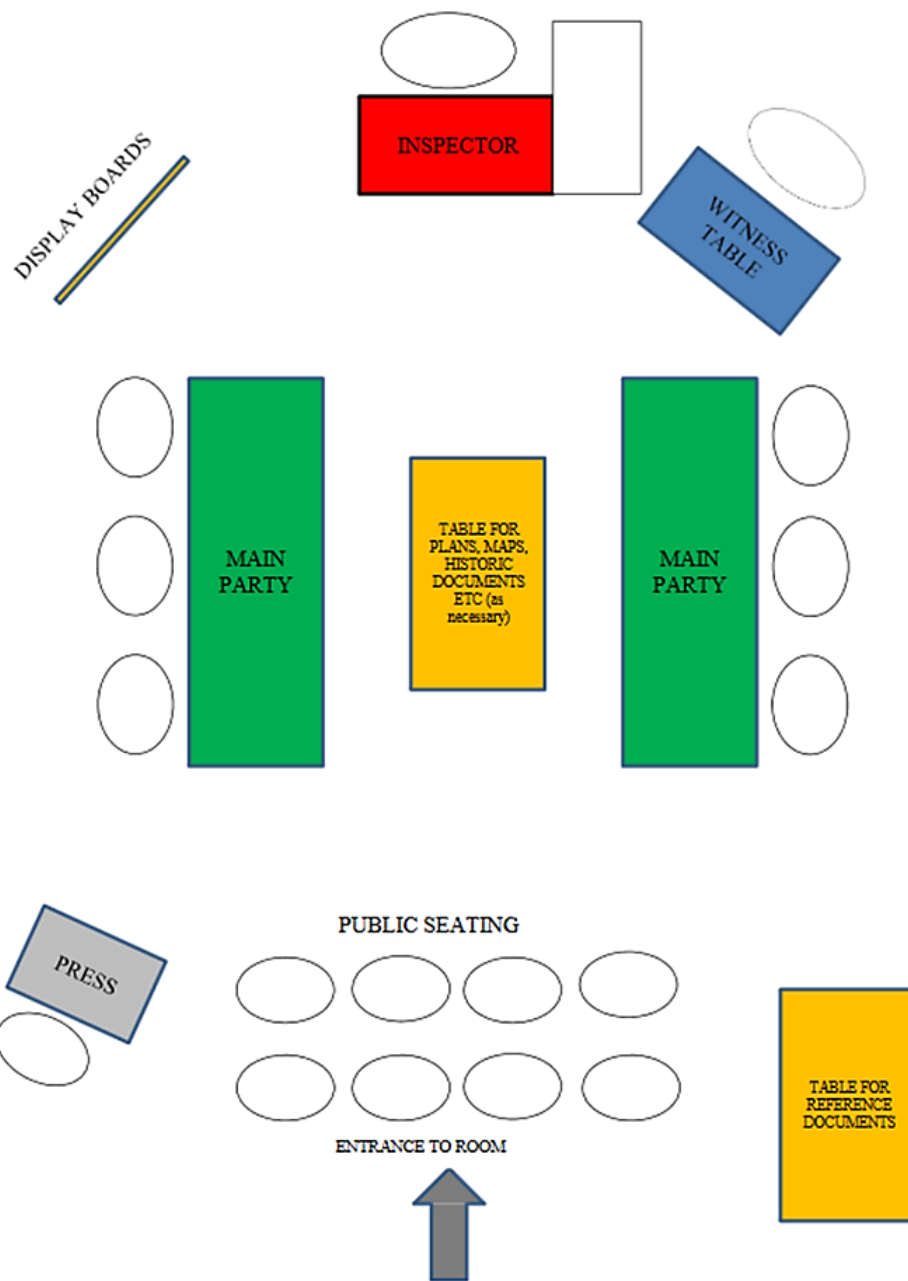 INSPECTOR
DISPLAY BOARDS
WITNESS
TABLE
MAIN
PARTY
TABLE FOR
PLANS, MAPS,
HISTORIC
DOCUMENTS
ETC (as
necessary)
MAIN
PARTY
PUBLIC SEATING
PRESS
TABLE FOR
REFERENCE
DOCUMENTS
ENTRANCE TO ROOM